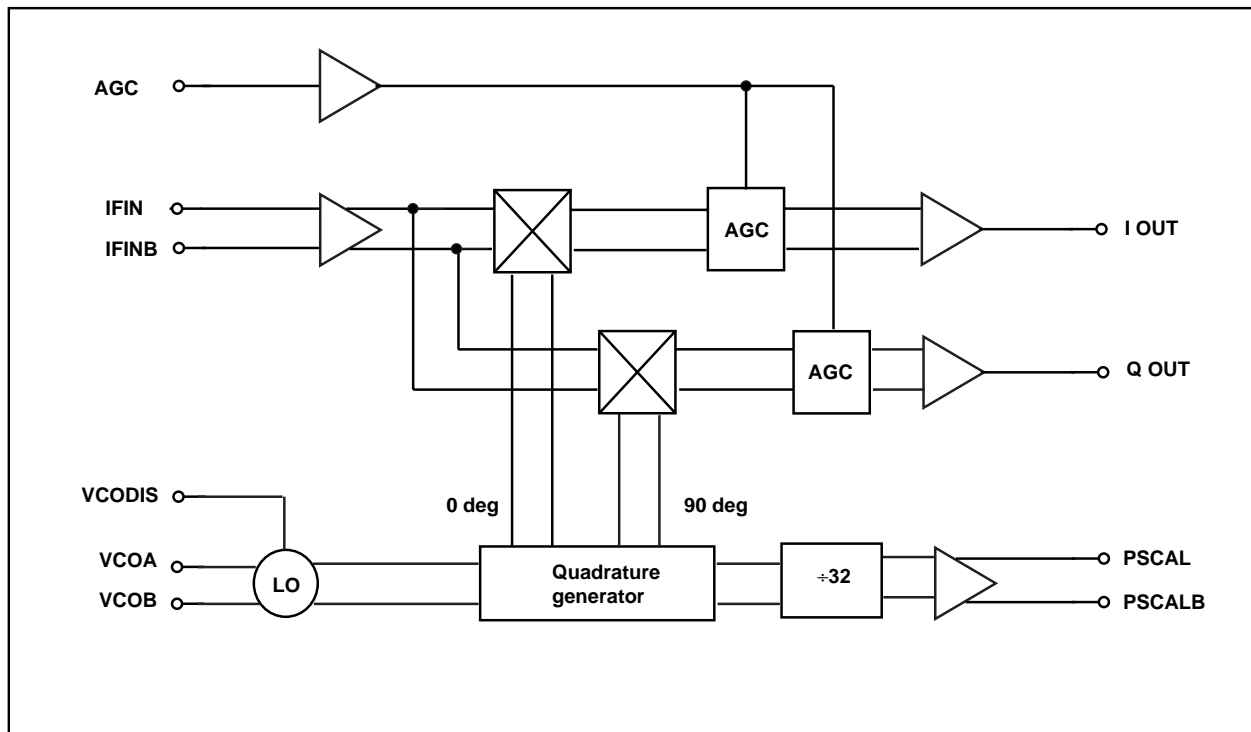 AGC
IFIN
IFINB
AGC
I OUT
AGC
Q OUT
VCODIS
0 deg
90 deg
VCOA
VCOB
LO
Quadrature
generator
÷32
PSCAL
PSCALB